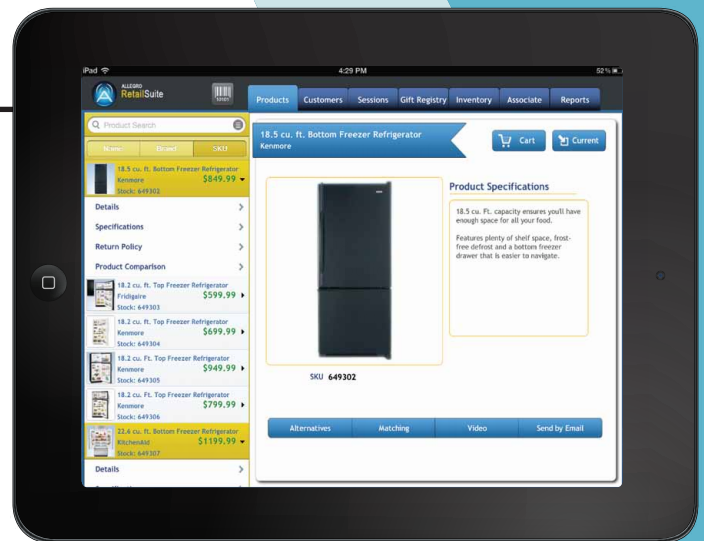 iPad
4:29 PM
52%
ALLEGRO
RetailSuite
Products
Customers
Sessions
Gift Registry
Inventory
Associate
Reports
Product Search
Name
Brand
SKU
18.5 cu. ft. Bottom Freezer Refrigerator
Kenmore
$849.99
Stock: 649302
Details
Specifications
Return Policy
Product Comparison
18.2 cu. ft. Top Freezer Refrigerator
Fridigaire
$599.99
Stock: 649303
18.2 cu. ft. Top Freezer Refrigerator
Kenmore
$699.99
Stock: 649304
18.2 cu. Ft. Top Freezer Refrigerator
Kenmore
$949.99
Stock: 649305
18.2 cu. Ft. Top Freezer Refrigerator
Kenmore
$799.99
Stock: 649306
22.4 cu. ft. Bottom Freezer Refrigerator
KitchenAid
$1199.99
Stock: 649307
Details
18.5 cu. ft. Bottom Freezer Refrigerator
Kenmore
Cart
Current
Product Specifications
18.5 cu. Ft. capacity ensures you'll have
enough space for all your food.
Features plenty of shelf space, frost-
free defrost and a bottom freezer
drawer that is easier to navigate.
SKU 649302
Alternatives
Matching
Video
Send by Email